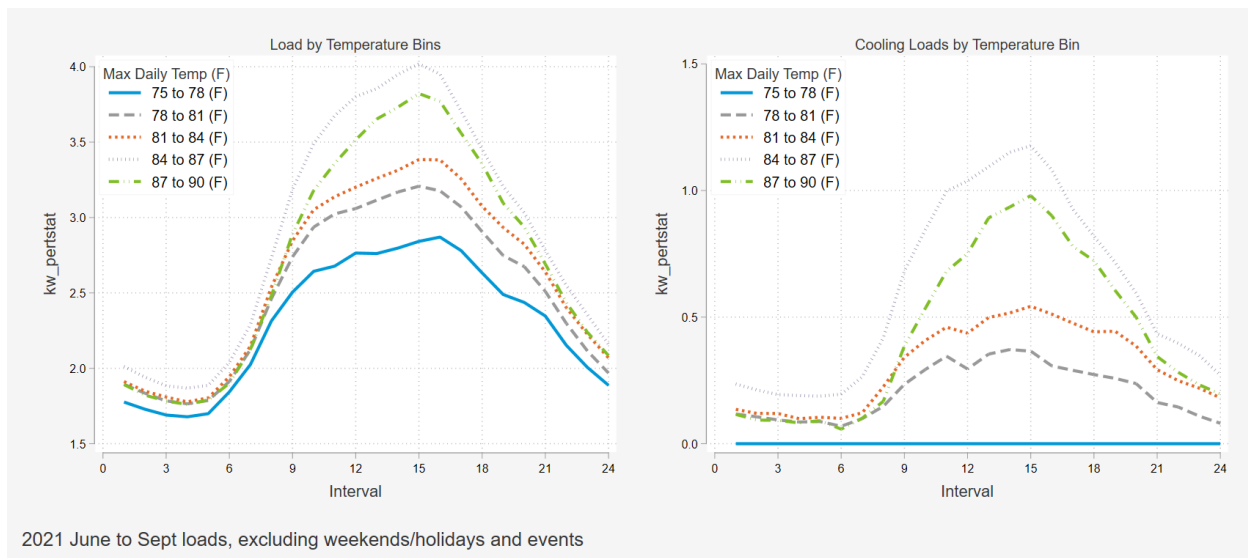 Load by Temperature Bins
4.0
3.5
3.0
2.5
2.0
1.5
kw_pertstat
Max Daily Temp (F)
75 to 78 (F)
78 to 81 (F)
81 to 84 (F)
84 to 87 (F)
87 to 90 (F)
0 3 6 9 12 15 18 21 24
Interval
Cooling Loads by Temperature Bin
1.5
1.0
0.5
0.0
kw_pertstat
Max Daily Temp (F)
75 to 78 (F)
78 to 81 (F)
81 to 84 (F)
84 to 87 (F)
87 to 90 (F)
0 3 6 9 12 15 18 21 24
Interval
2021 June to Sept loads, excluding weekends/holidays and events